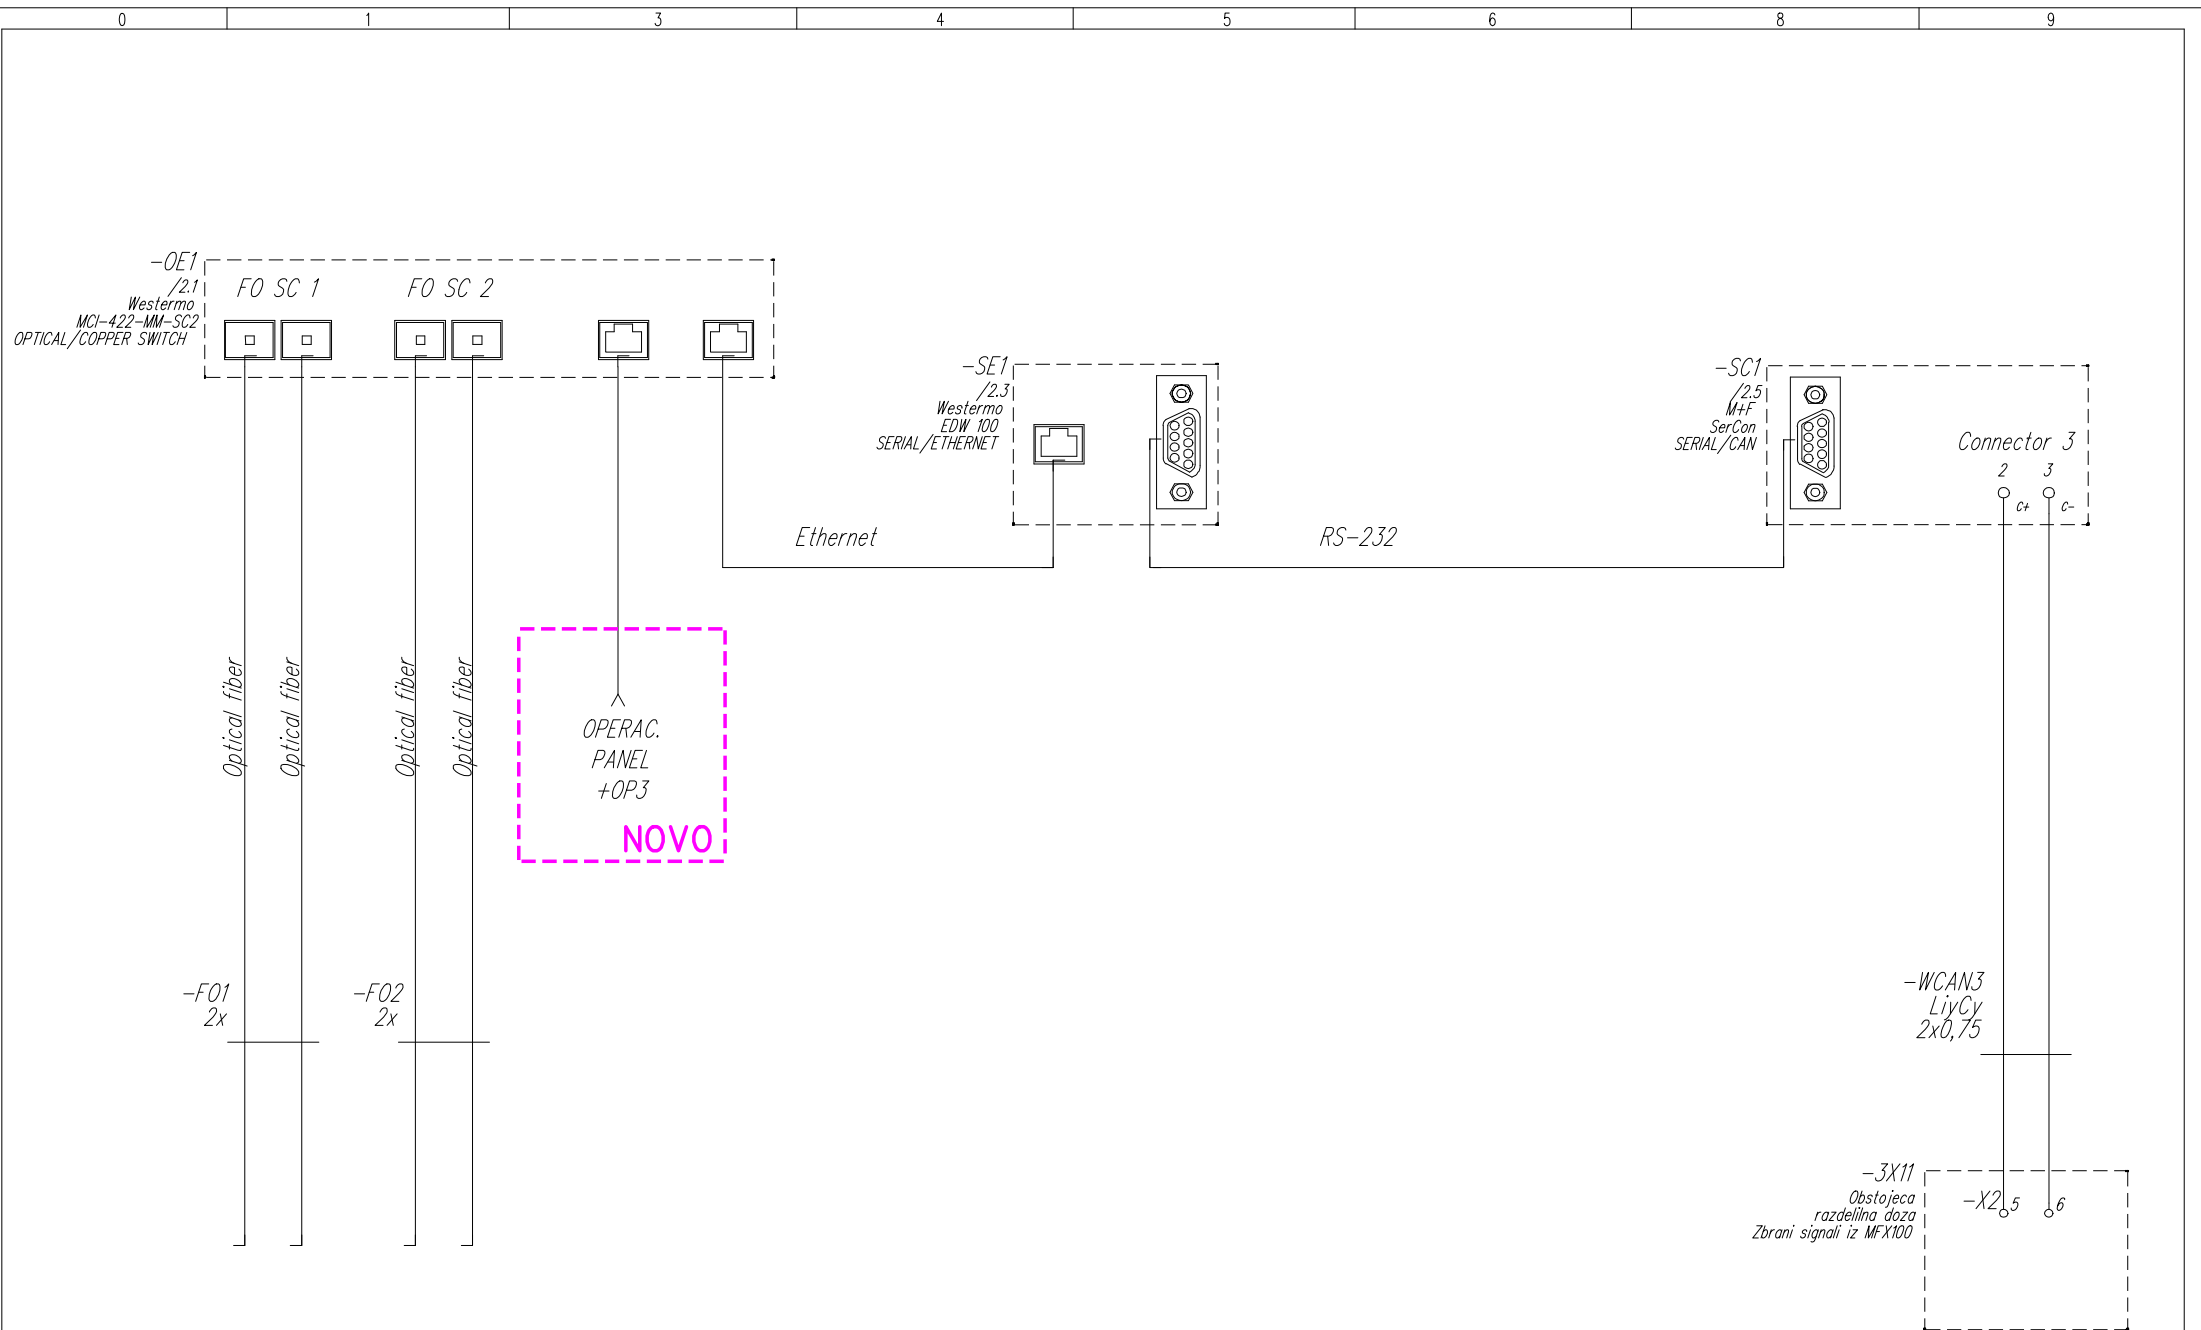 0 1 3 4 5 6 8 9
-OE1
/2.1
Westermo
MCI-422-MM-SC2
OPTICAL/COPPER SWITCH
FO SC 1
FO SC 2
-SE1
/2.3
Westermo
EDW 100
SERIAL/ETHERNET
-SC1
/2.5
M+F
SerCon
SERIAL/CAN
Connector 3
2 3
C+ C-
Ethernet
RS-232
Optical fiber
Optical fiber
Optical fiber
Optical fiber
OPERAC.
PANEL
+OP3
NOVO
-FO1
2x
-FO2
2x
-WCAN3
LiyCy
2x0,75
-3X11
Obstojeca
razdelilna doza
Zbrani signali iz MFX100
-X2 5 6